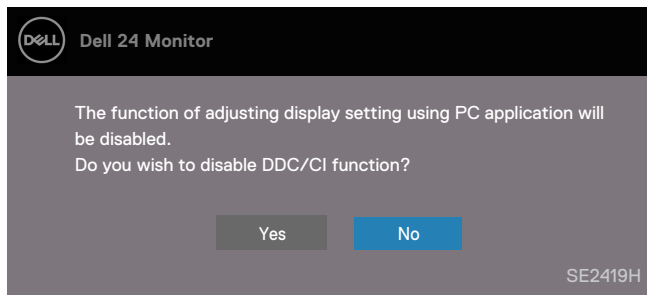 DELL Dell 24 Monitor
The function of adjusting display setting using PC application will
be disabled.
Do you wish to disable DDC/CI function?
Yes No
SE2419H